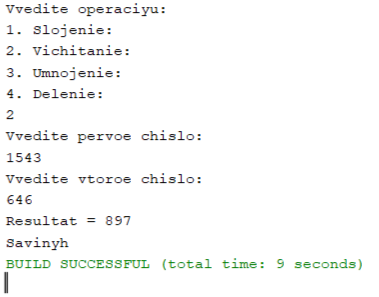 Vvedite operaciyu:
1. Slojenie:
2. Vichitanie:
3. Umnojenie:
4. Delenie:
2
Vvedite pervoe chislo:
1543
Vvedite vtoroe chislo:
646
Resultat = 897
Savinyh
BUILD SUCCESSFUL (total time: 9 seconds)